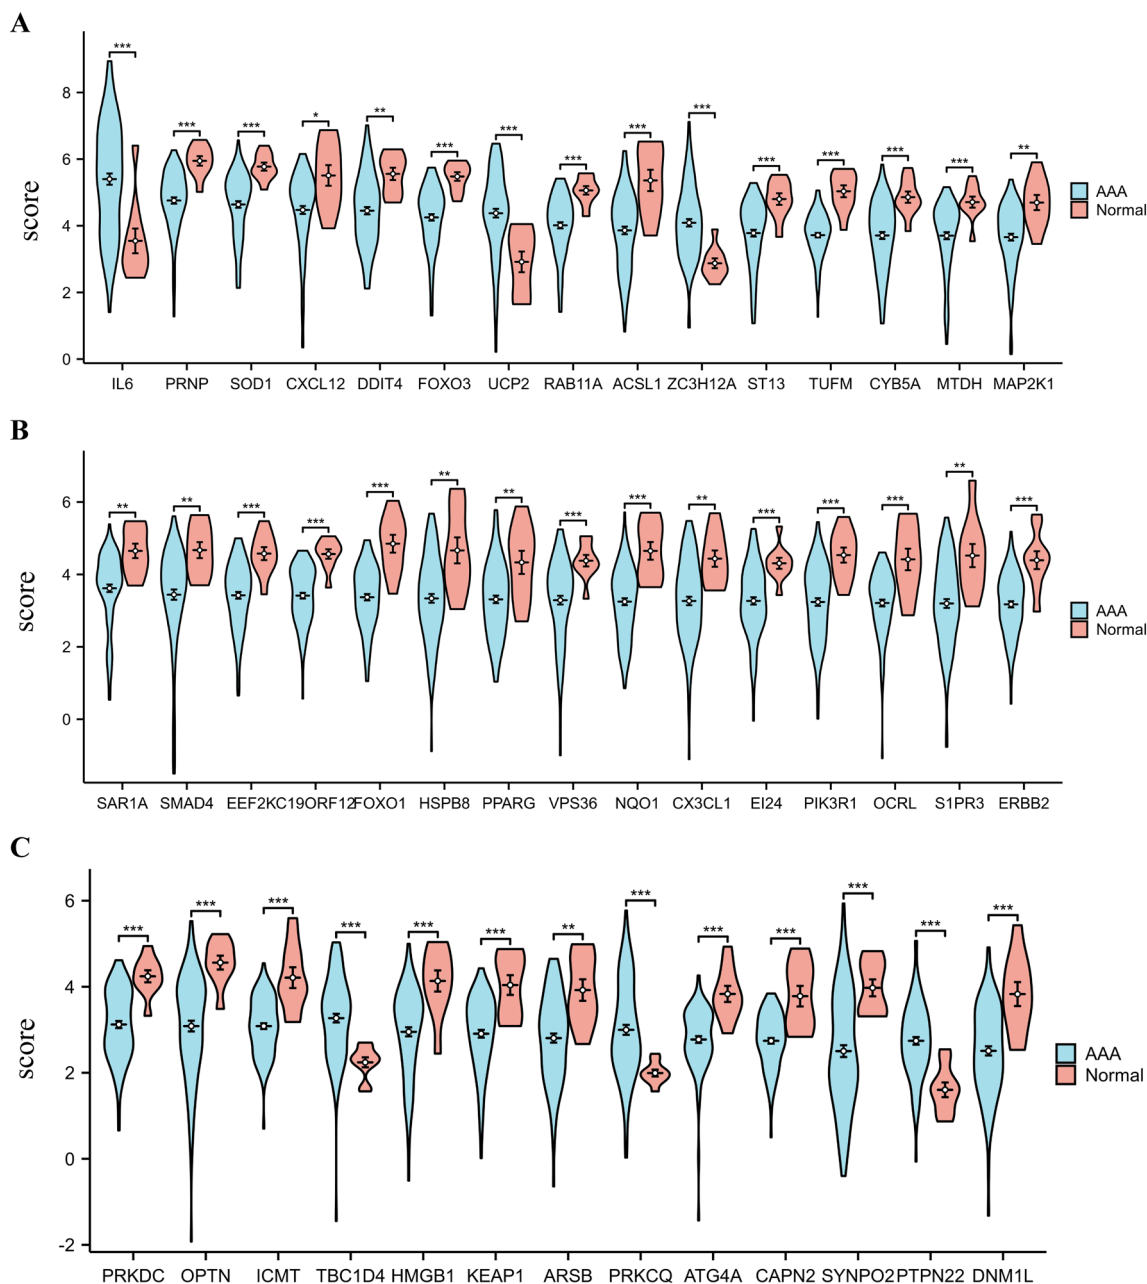 A
*** *** *** * ** *** *** *** *** *** *** *** *** *** **
score
8
6
4
2
0
IL6 PRNP SOD1 CXCL12 DDIT4 FOXO3 UCP2 RAB11A ACSL1 ZC3H12A ST13 TUFM CYB5A MTDH MAP2K1
AAA
Normal
B
** ** *** *** *** ** ** *** *** ** *** *** *** ** ***
score
6
4
2
0
SAR1A SMAD4 EEF2K C19ORF12 FOXO1 HSPB8 PPARG VPS36 NQO1 CX3CL1 EI24 PIK3R1 OCRL S1PR3 ERBB2
AAA
Normal
C
*** *** *** *** *** *** ** *** *** *** *** *** ***
score
6
4
2
0
-2
PRKDC OPTN ICMT TBC1D4 HMGB1 KEAP1 ARSB PRKCQ ATG4A CAPN2 SYNPO2 PTPN22 DNM1L
AAA
Normal